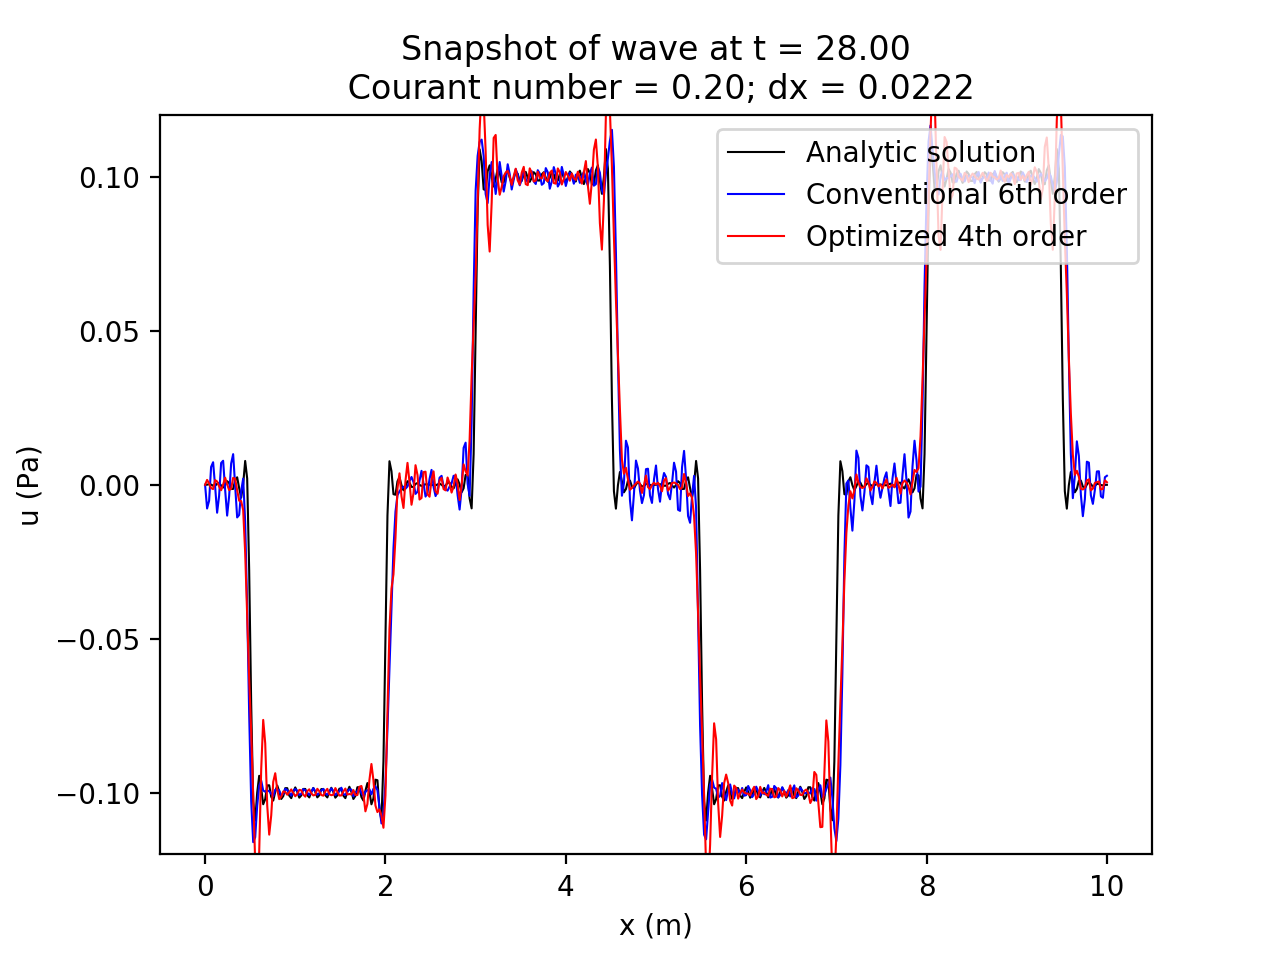 Snapshot of wave at t = 28.00
Courant number = 0.20; dx = 0.0222
Analytic solution
Conventional 6th order
Optimized 4th order
0.10
0.05
0.00
−0.05
−0.10
u (Pa)
0 2 4 6 8 10
x (m)